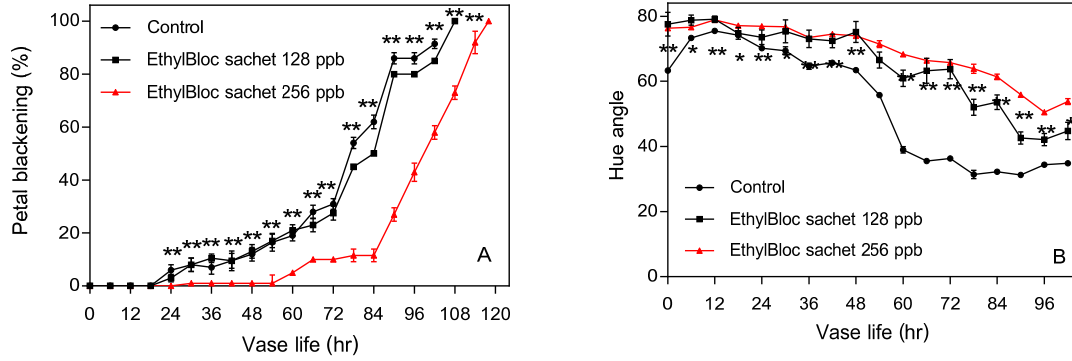 100
80
60
40
20
0
Petal blackening (%)
Control
EthylBloc sachet 128 ppb
EthylBloc sachet 256 ppb
** ** ** ** ** ** ** ** ** ** ** ** ** ** ** **
A
0 12 24 36 48 60 72 84 96 108 120
Vase life (hr)
80
60
40
20
0
Hue angle
** * ** * ** * ** ** ** ** ** ** ** * ** ** *
Control
EthylBloc sachet 128 ppb
EthylBloc sachet 256 ppb
B
0 12 24 36 48 60 72 84 96
Vase life (hr)